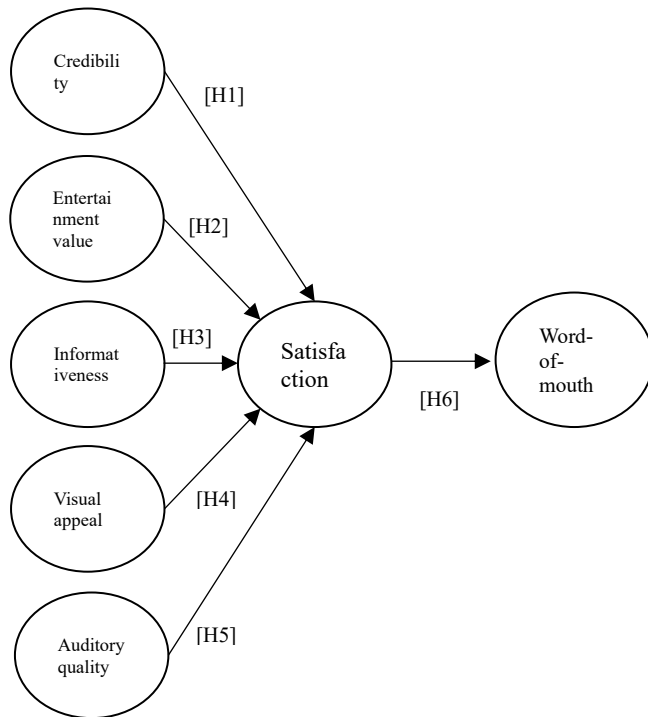 Credibili
ty
[H1]
Entertai
nment
value
[H2]
Informat
iveness
[H3]
Satisfa
ction
Word-
of-
mouth
[H6]
Visual
appeal
[H4]
Auditory
quality
[H5]